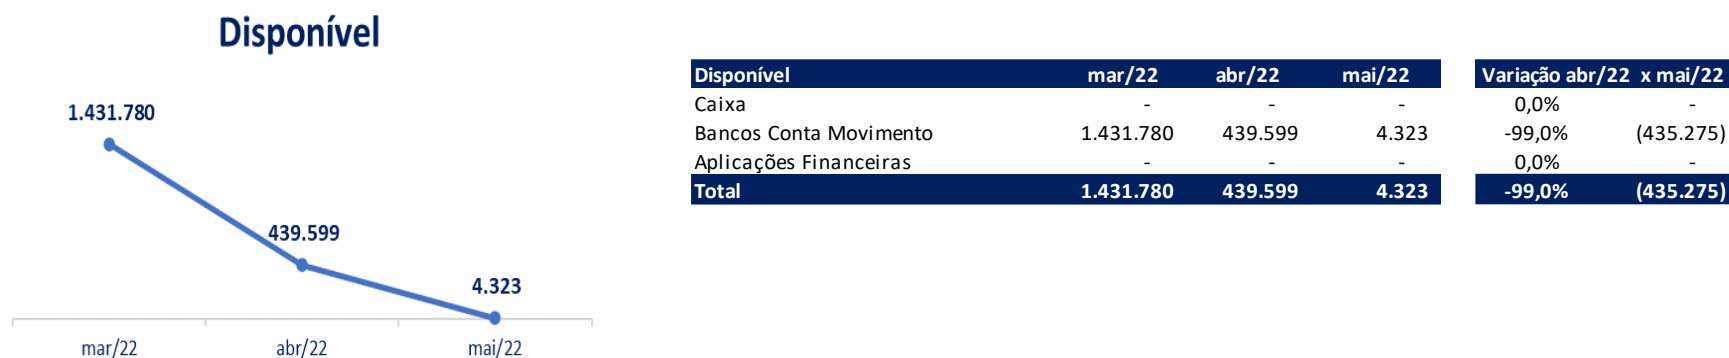 Disponível
1.431.780
439.599
4.323
mar/22 abr/22 mai/22
Disponível mar/22 abr/22 mai/22 Variação abr/22 x mai/22
Caixa - - - 0,0% -
Bancos Conta Movimento 1.431.780 439.599 4.323 -99,0% (435.275)
Aplicações Financeiras - - - 0,0% -
Total 1.431.780 439.599 4.323 -99,0% (435.275)